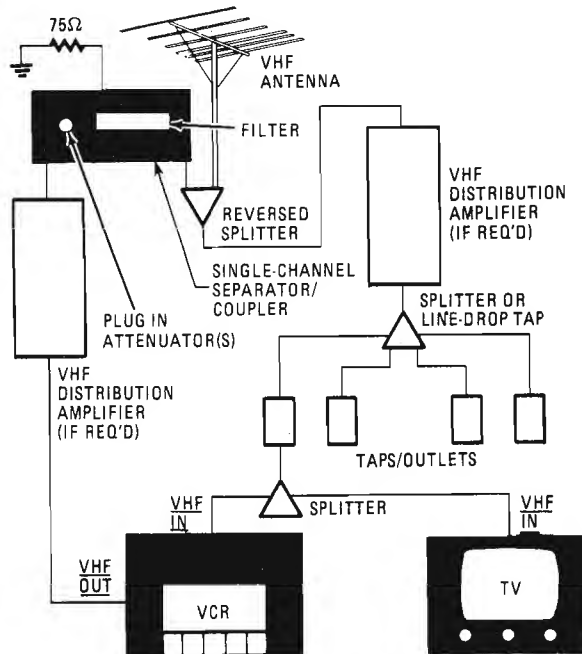 75Ω
VHF
ANTENNA
FILTER
REVERSED
SPLITTER
VHF
DISTRIBUTION
AMPLIFIER
(IF REQ'D)
SINGLE-CHANNEL
SEPARATOR/
COUPLER
PLUG IN
ATTENUATOR(S)
SPLITTER OR
LINE-DROP TAP
VHF
DISTRIBUTION
AMPLIFIER
(IF REQ'D)
TAPS/OUTLETS
VHF
IN
SPLITTER
VHF
IN
VHF
OUT
VCR
TV